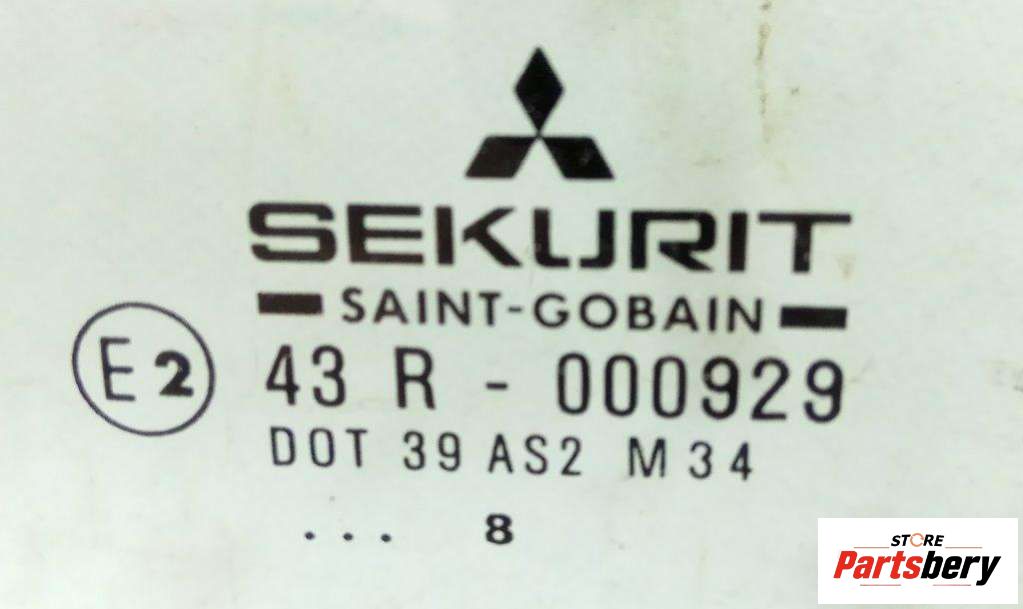 SEKURIT
SAINT-GOBAIN
E2 43 R - 000929
DOT 39 AS2 M34
... 8
STORE
Partsbery